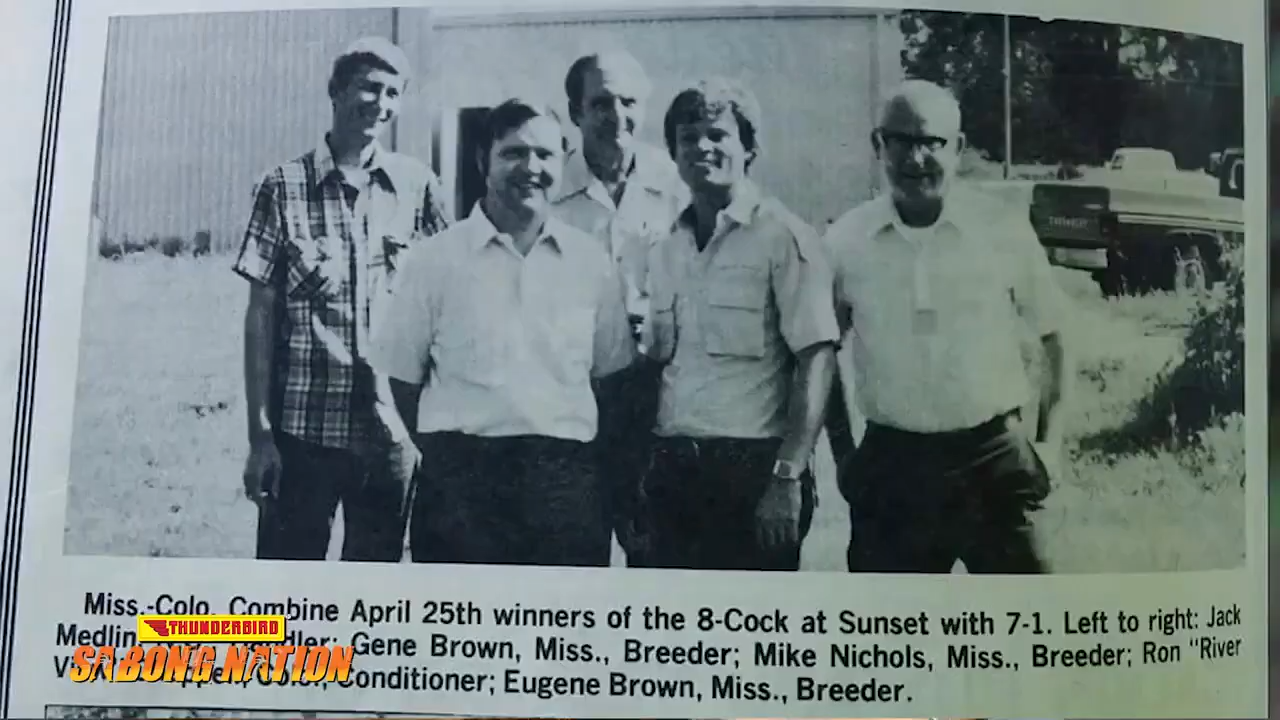 Miss.-Colo. Combine April 25th winners of the 8-Cock at Sunset with 7-1. Left to right: Jack
Medlin Gene Brown, Miss., Breeder; Mike Nichols, Miss., Breeder; Ron "River
Conditioner; Eugene Brown, Miss., Breeder.
THUNDERBIRD
SABONG NATION